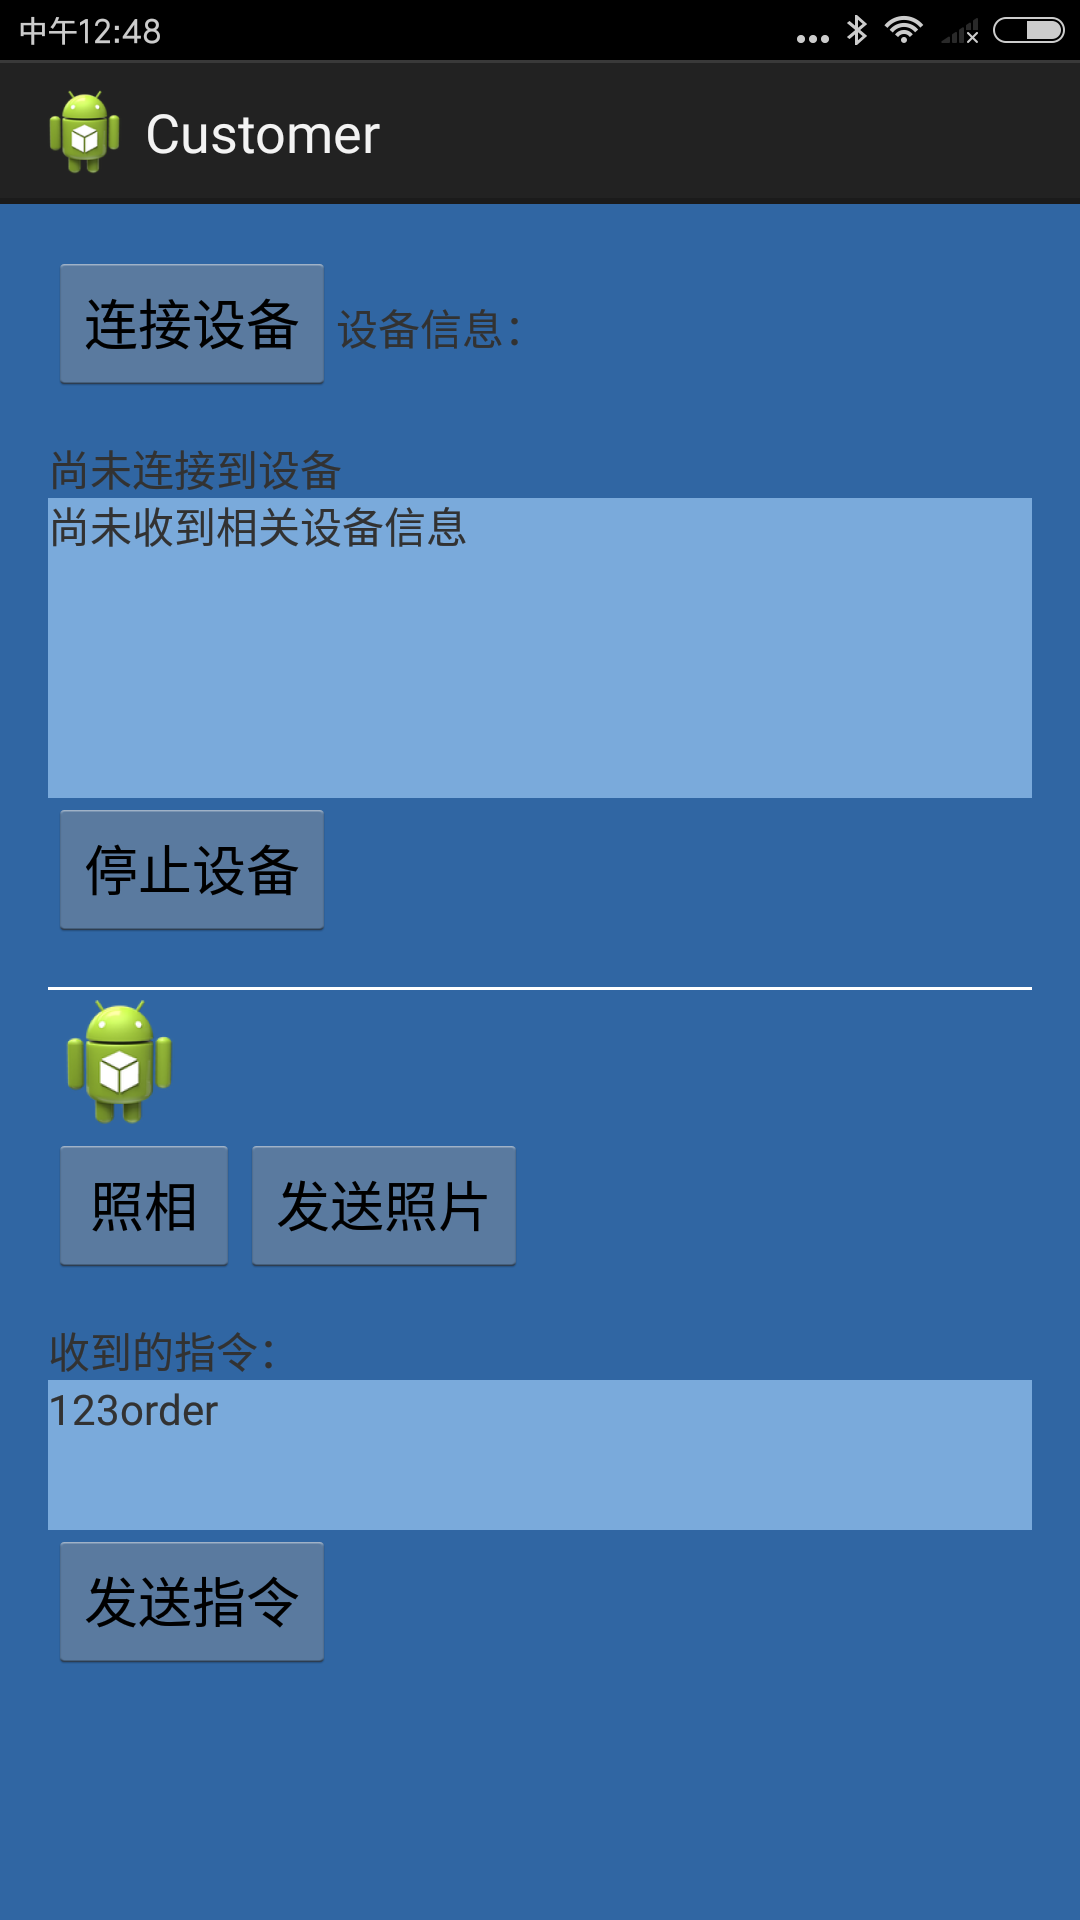 中午12:48
Customer
连接设备 设备信息：
尚未连接到设备
尚未收到相关设备信息
停止设备
照相 发送照片
收到的指令：
123order
发送指令